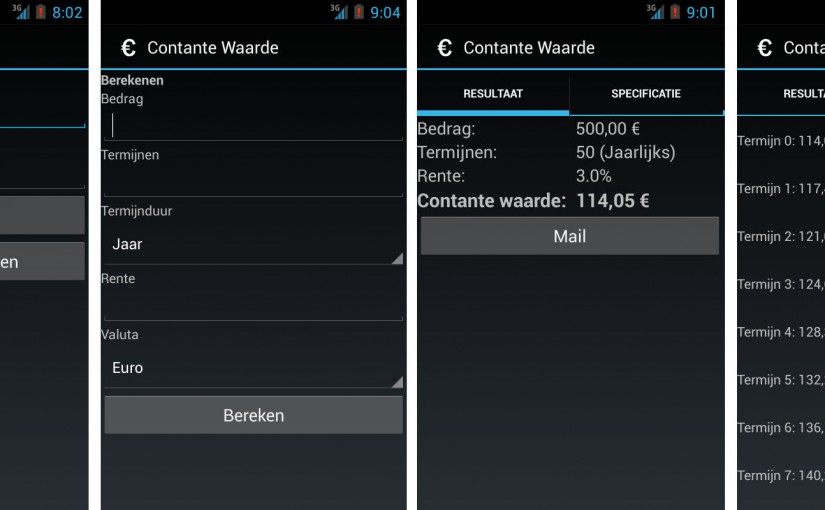 3G 8:02
en
3G 9:04
€ Contante Waarde
Berekenen
Bedrag
Termijnen
Termijnduur
Jaar
Rente
Valuta
Euro
Bereken
3G 9:01
€ Contante Waarde
RESULTAAT SPECIFICATIE
Bedrag: 500,00 €
Termijnen: 50 (Jaarlijks)
Rente: 3.0%
Contante waarde: 114,05 €
Mail
€ Conta
RESULTA
Termijn 0: 114,
Termijn 1: 117,
Termijn 2: 121,
Termijn 3: 124,
Termijn 4: 128,
Termijn 5: 132,
Termijn 6: 136,
Termijn 7: 140,